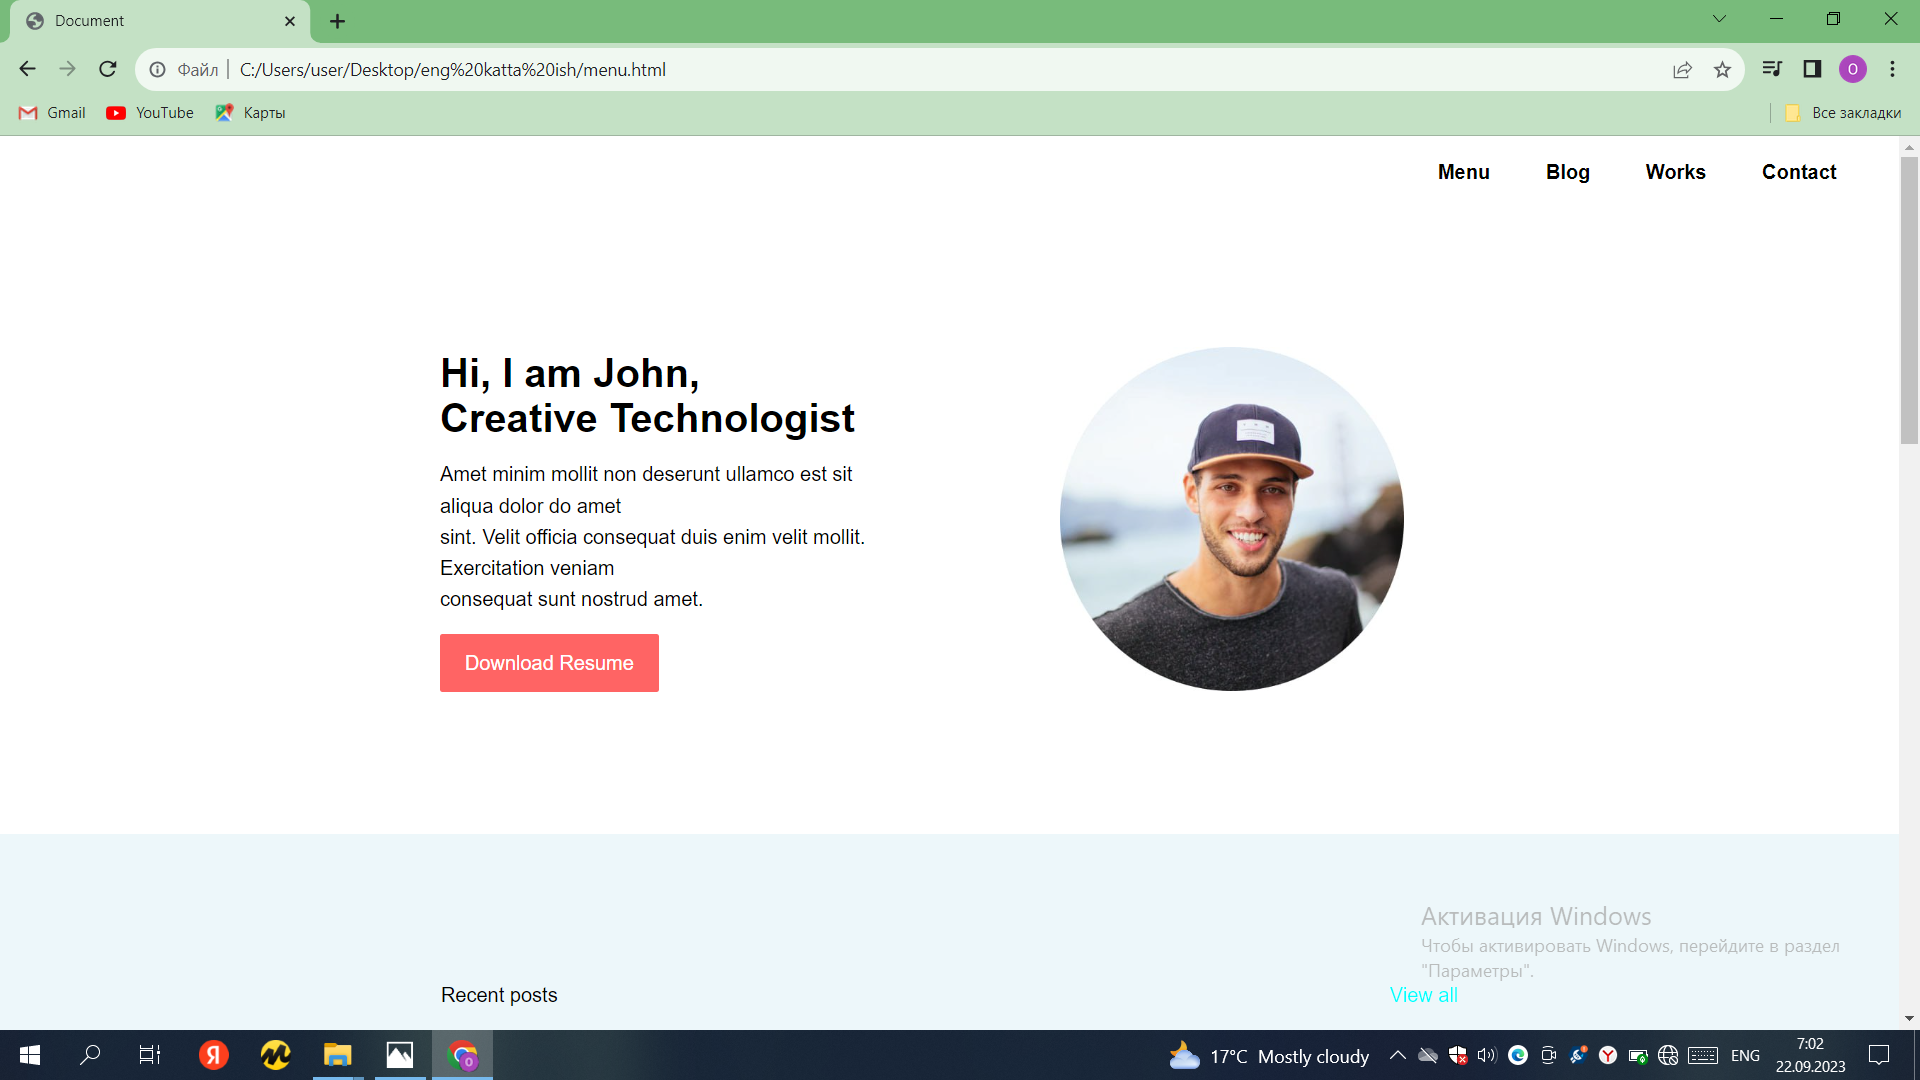 Document
Файл
C:/Users/user/Desktop/eng%20katta%20ish/menu.html
O
Gmail
YouTube
Карты
Все закладки
Menu
Blog
Works
Contact
Hi, I am John,
Creative Technologist
Amet minim mollit non deserunt ullamco est sit
aliqua dolor do amet
sint. Velit officia consequat duis enim velit mollit.
Exercitation veniam
consequat sunt nostrud amet.
Download Resume
Активация Windows
Чтобы активировать Windows, перейдите в раздел
"Параметры".
Recent posts
View all
17°C Mostly cloudy
ENG
7:02
22.09.2023